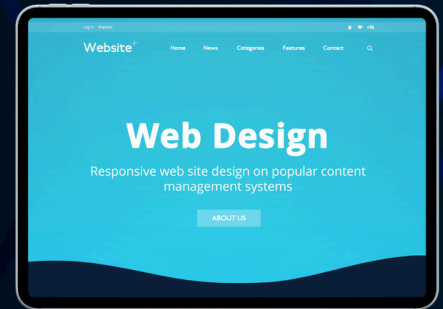 Log in Register
Website+
Home News Categories Features Contact
Web Design
Responsive web site design on popular content
management systems
ABOUT US